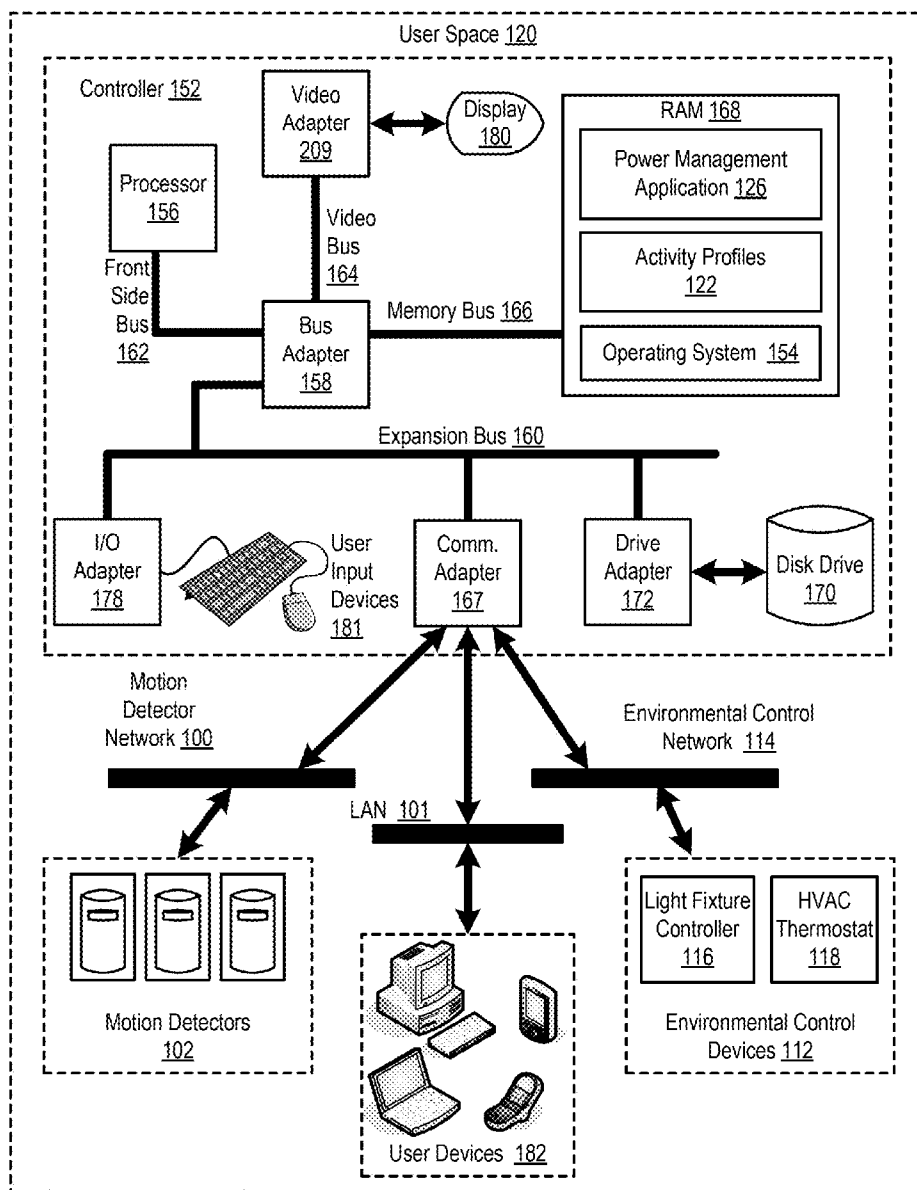 User Space 120
Controller 152
Video
Adapter
209
Display
180
RAM 168
Power Management
Application 126
Activity Profiles
122
Operating System 154
Processor
156
Video
Bus
164
Front
Side
Bus
162
Bus
Adapter
158
Memory Bus 166
Expansion Bus 160
I/O
Adapter
178
User
Input
Devices
181
Comm.
Adapter
167
Drive
Adapter
172
Disk Drive
170
Motion
Detector
Network 100
Environmental Control
Network 114
LAN 101
Motion Detectors
102
User Devices 182
Light Fixture
Controller
116
HVAC
Thermostat
118
Environmental Control
Devices 112